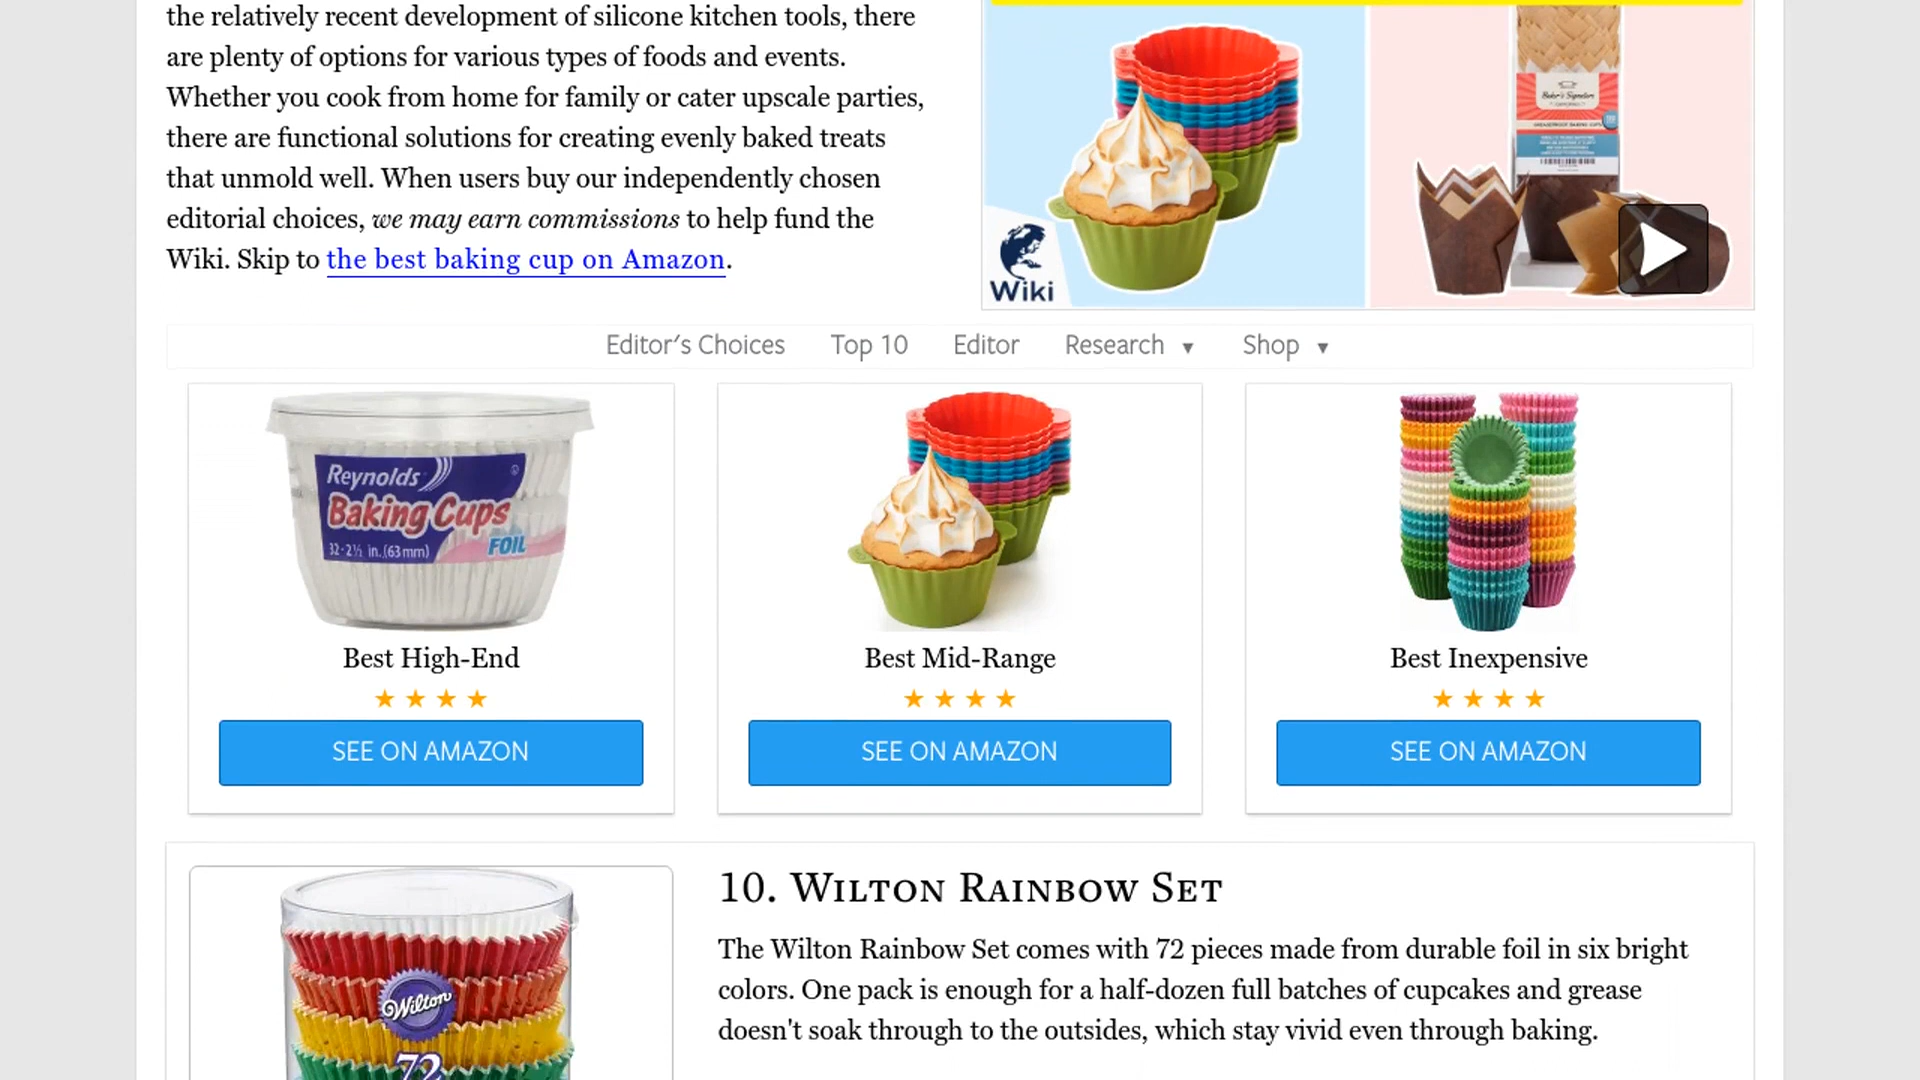 the relatively recent development of silicone kitchen tools, there
are plenty of options for various types of foods and events.
Whether you cook from home for family or cater upscale parties,
there are functional solutions for creating evenly baked treats
that unmold well. When users buy our independently chosen
editorial choices, we may earn commissions to help fund the
Wiki. Skip to the best baking cup on Amazon.
Baker's Signature
Wiki
Editor's Choices Top 10 Editor Research ▼ Shop ▼
Reynolds
Baking Cups
32-2½ in.(63mm)
FOIL
Best High-End
Best Mid-Range
Best Inexpensive
★ ★ ★ ★
★ ★ ★ ★
★ ★ ★ ★
SEE ON AMAZON
SEE ON AMAZON
SEE ON AMAZON
Wilton
72
10. Wilton Rainbow Set
The Wilton Rainbow Set comes with 72 pieces made from durable foil in six bright
colors. One pack is enough for a half-dozen full batches of cupcakes and grease
doesn't soak through to the outsides, which stay vivid even through baking.